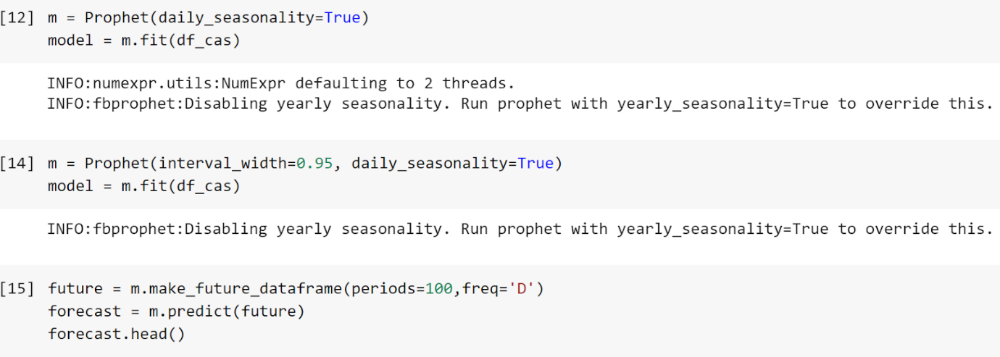 [12] m = Prophet(daily_seasonality=True)
model = m.fit(df_cas)
INFO:numexpr.utils:NumExpr defaulting to 2 threads.
INFO:fbprophet:Disabling yearly seasonality. Run prophet with yearly_seasonality=True to override this.
[14] m = Prophet(interval_width=0.95, daily_seasonality=True)
model = m.fit(df_cas)
INFO:fbprophet:Disabling yearly seasonality. Run prophet with yearly_seasonality=True to override this.
[15] future = m.make_future_dataframe(periods=100,freq='D')
forecast = m.predict(future)
forecast.head()